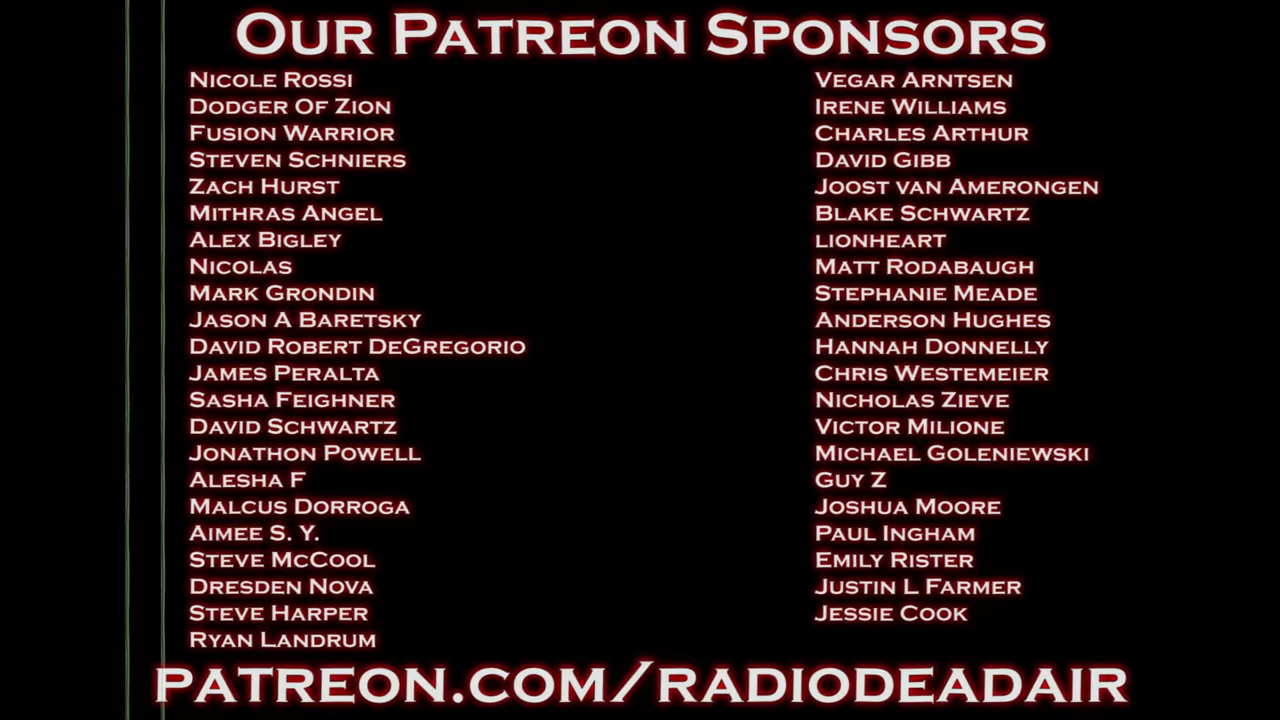 Our Patreon Sponsors
Nicole Rossi
Dodger Of Zion
Fusion Warrior
Steven Schniers
Zach Hurst
Mithras Angel
Alex Bigley
Nicolas
Mark Grondin
Jason A Baretsky
David Robert DeGregorio
James Peralta
Sasha Feighner
David Schwartz
Jonathon Powell
Alesha F
Malcus Dorroga
Aimee S. Y.
Steve McCool
Dresden Nova
Steve Harper
Ryan Landrum
Vegar Arntsen
Irene Williams
Charles Arthur
David Gibb
Joost van Amerongen
Blake Schwartz
lionheart
Matt Rodabaugh
Stephanie Meade
Anderson Hughes
Hannah Donnelly
Chris Westemeier
Nicholas Zieve
Victor Milione
Michael Goleniewski
Guy Z
Joshua Moore
Paul Ingham
Emily Rister
Justin L Farmer
Jessie Cook
patreon.com/radiodeadair